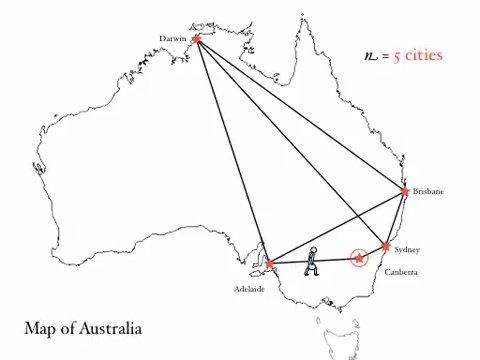 Darwin
n = 5 cities
Brisbane
Sydney
Canberra
Adelaide
Map of Australia